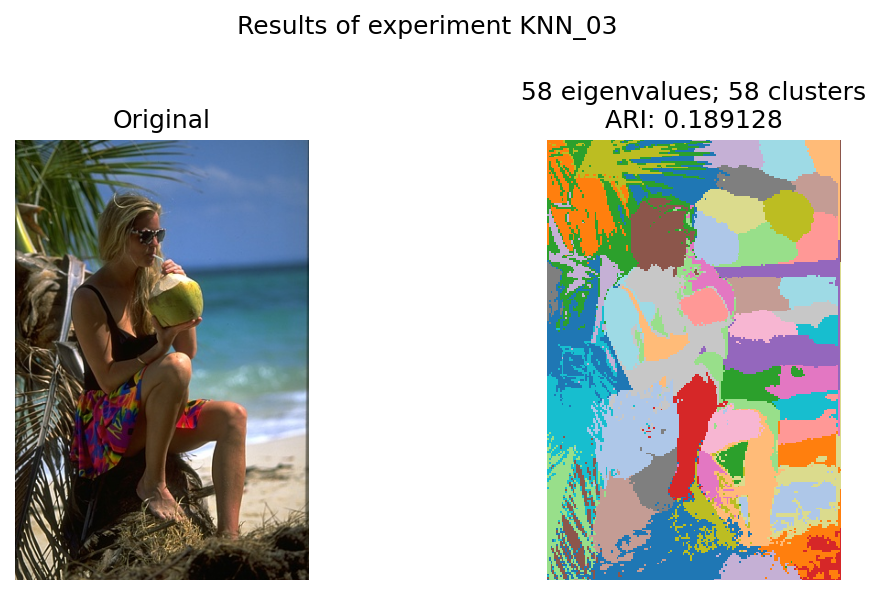 Results of experiment KNN_03
Original
58 eigenvalues; 58 clusters
ARI: 0.189128